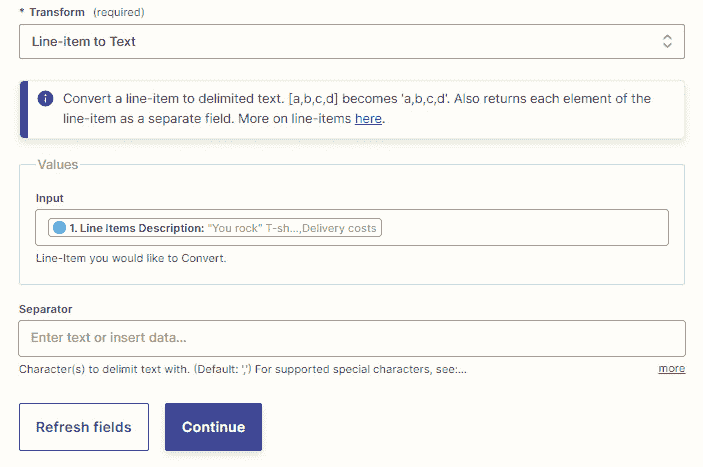 * Transform (required)
Line-item to Text
Convert a line-item to delimited text. [a,b,c,d] becomes 'a,b,c,d'. Also returns each element of the
line-item as a separate field. More on line-items here.
Values
Input
1. Line Items Description: "You rock" T-sh...,Delivery costs
Line-Item you would like to Convert.
Separator
Enter text or insert data...
Character(s) to delimit text with. (Default: ',') For supported special characters, see:... more
Refresh fields Continue